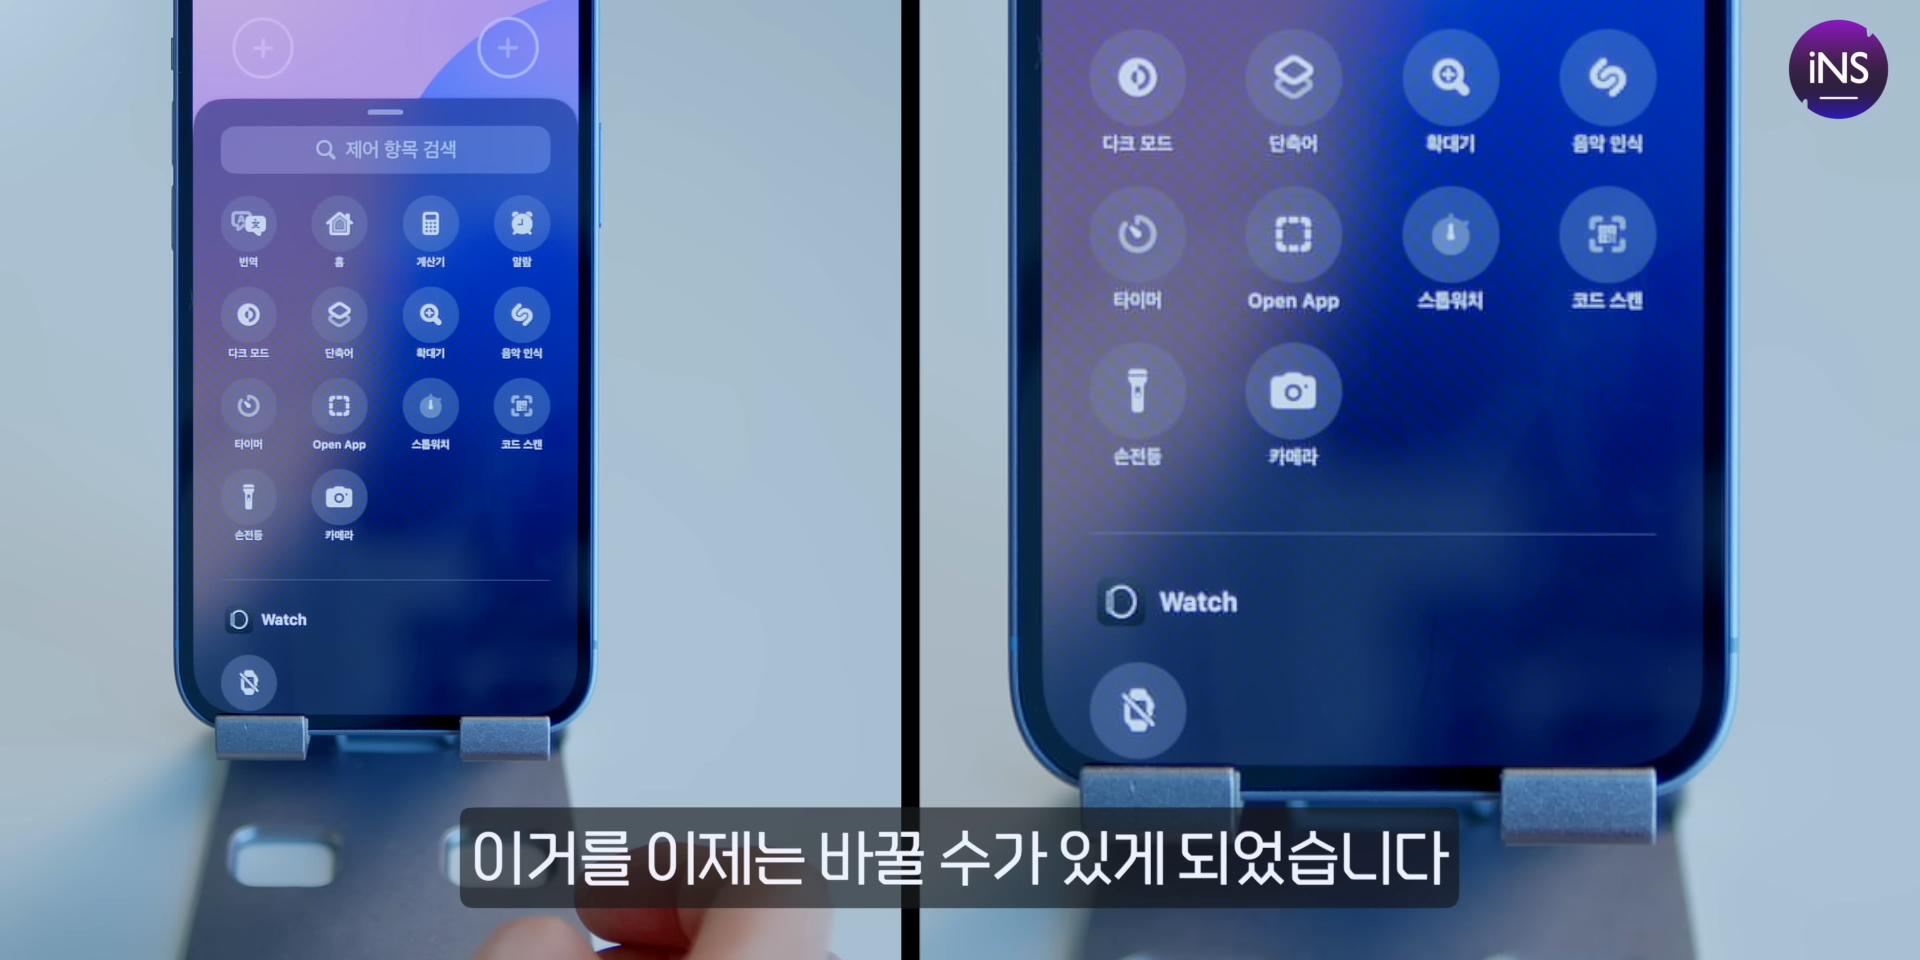 제어 항목 검색
번역
홈
계산기
알람
다크 모드
단축어
확대기
음악 인식
타이머
Open App
스톱워치
코드 스캔
손전등
카메라
Watch
다크 모드
단축어
확대기
음악 인식
타이머
Open App
스톱워치
코드 스캔
손전등
카메라
Watch
iNS
이거를 이제는 바꿀 수가 있게 되었습니다